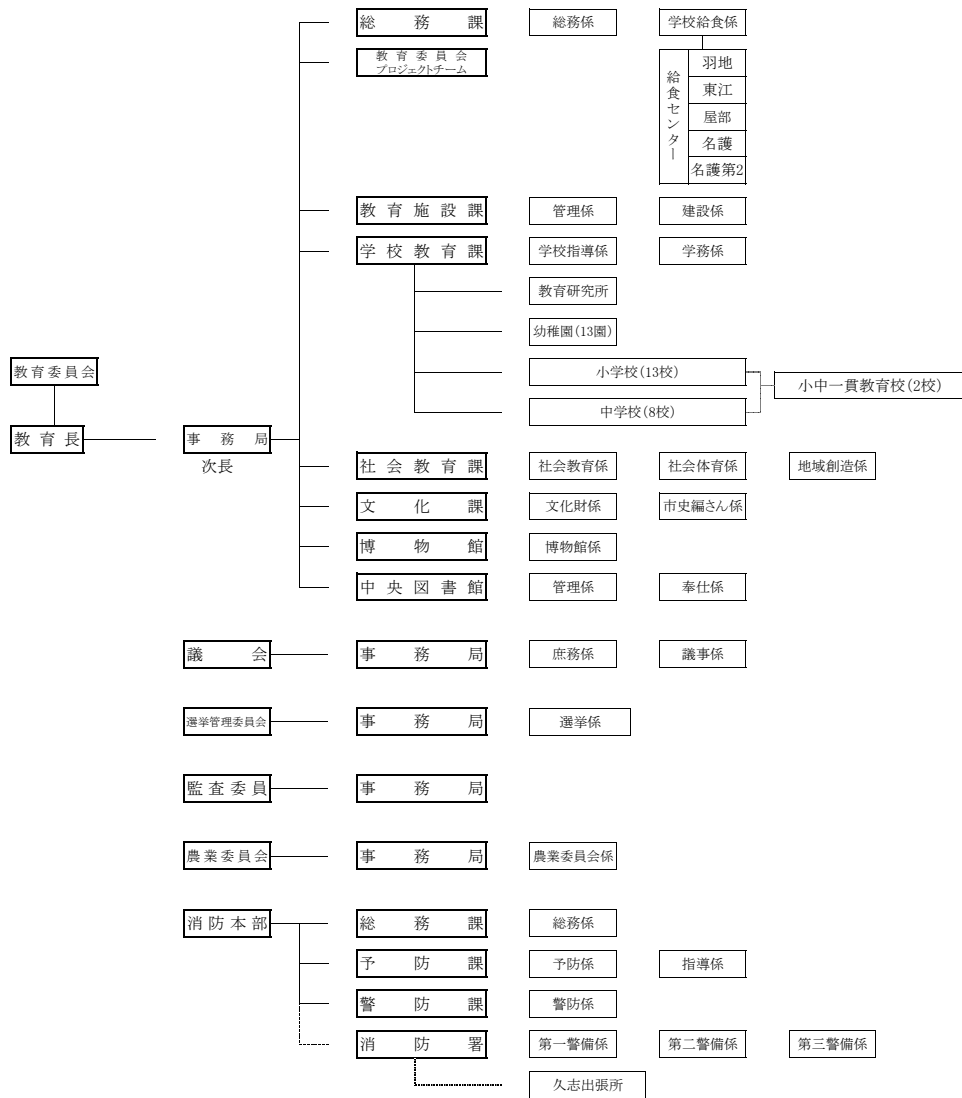 総務課 総務係 学校給食係
教育委員会
プロジェクトチーム
給食センター
羽地
東江
屋部
名護
名護第2
教育施設課 管理係 建設係
学校教育課 学校指導係 学務係
教育研究所
幼稚園(13園)
教育委員会
小学校(13校)
小中一貫教育校(2校)
中学校(8校)
教育長 事務局
次長
社会教育課 社会教育係 社会体育係 地域創造係
文化課 文化財係 市史編さん係
博物館 博物館係
中央図書館 管理係 奉仕係
議会 事務局 庶務係 議事係
選挙管理委員会 事務局 選挙係
監査委員 事務局
農業委員会 事務局 農業委員会係
消防本部 総務課 総務係
予防課 予防係 指導係
警防課 警防係
消防署 第一警備係 第二警備係 第三警備係
久志出張所